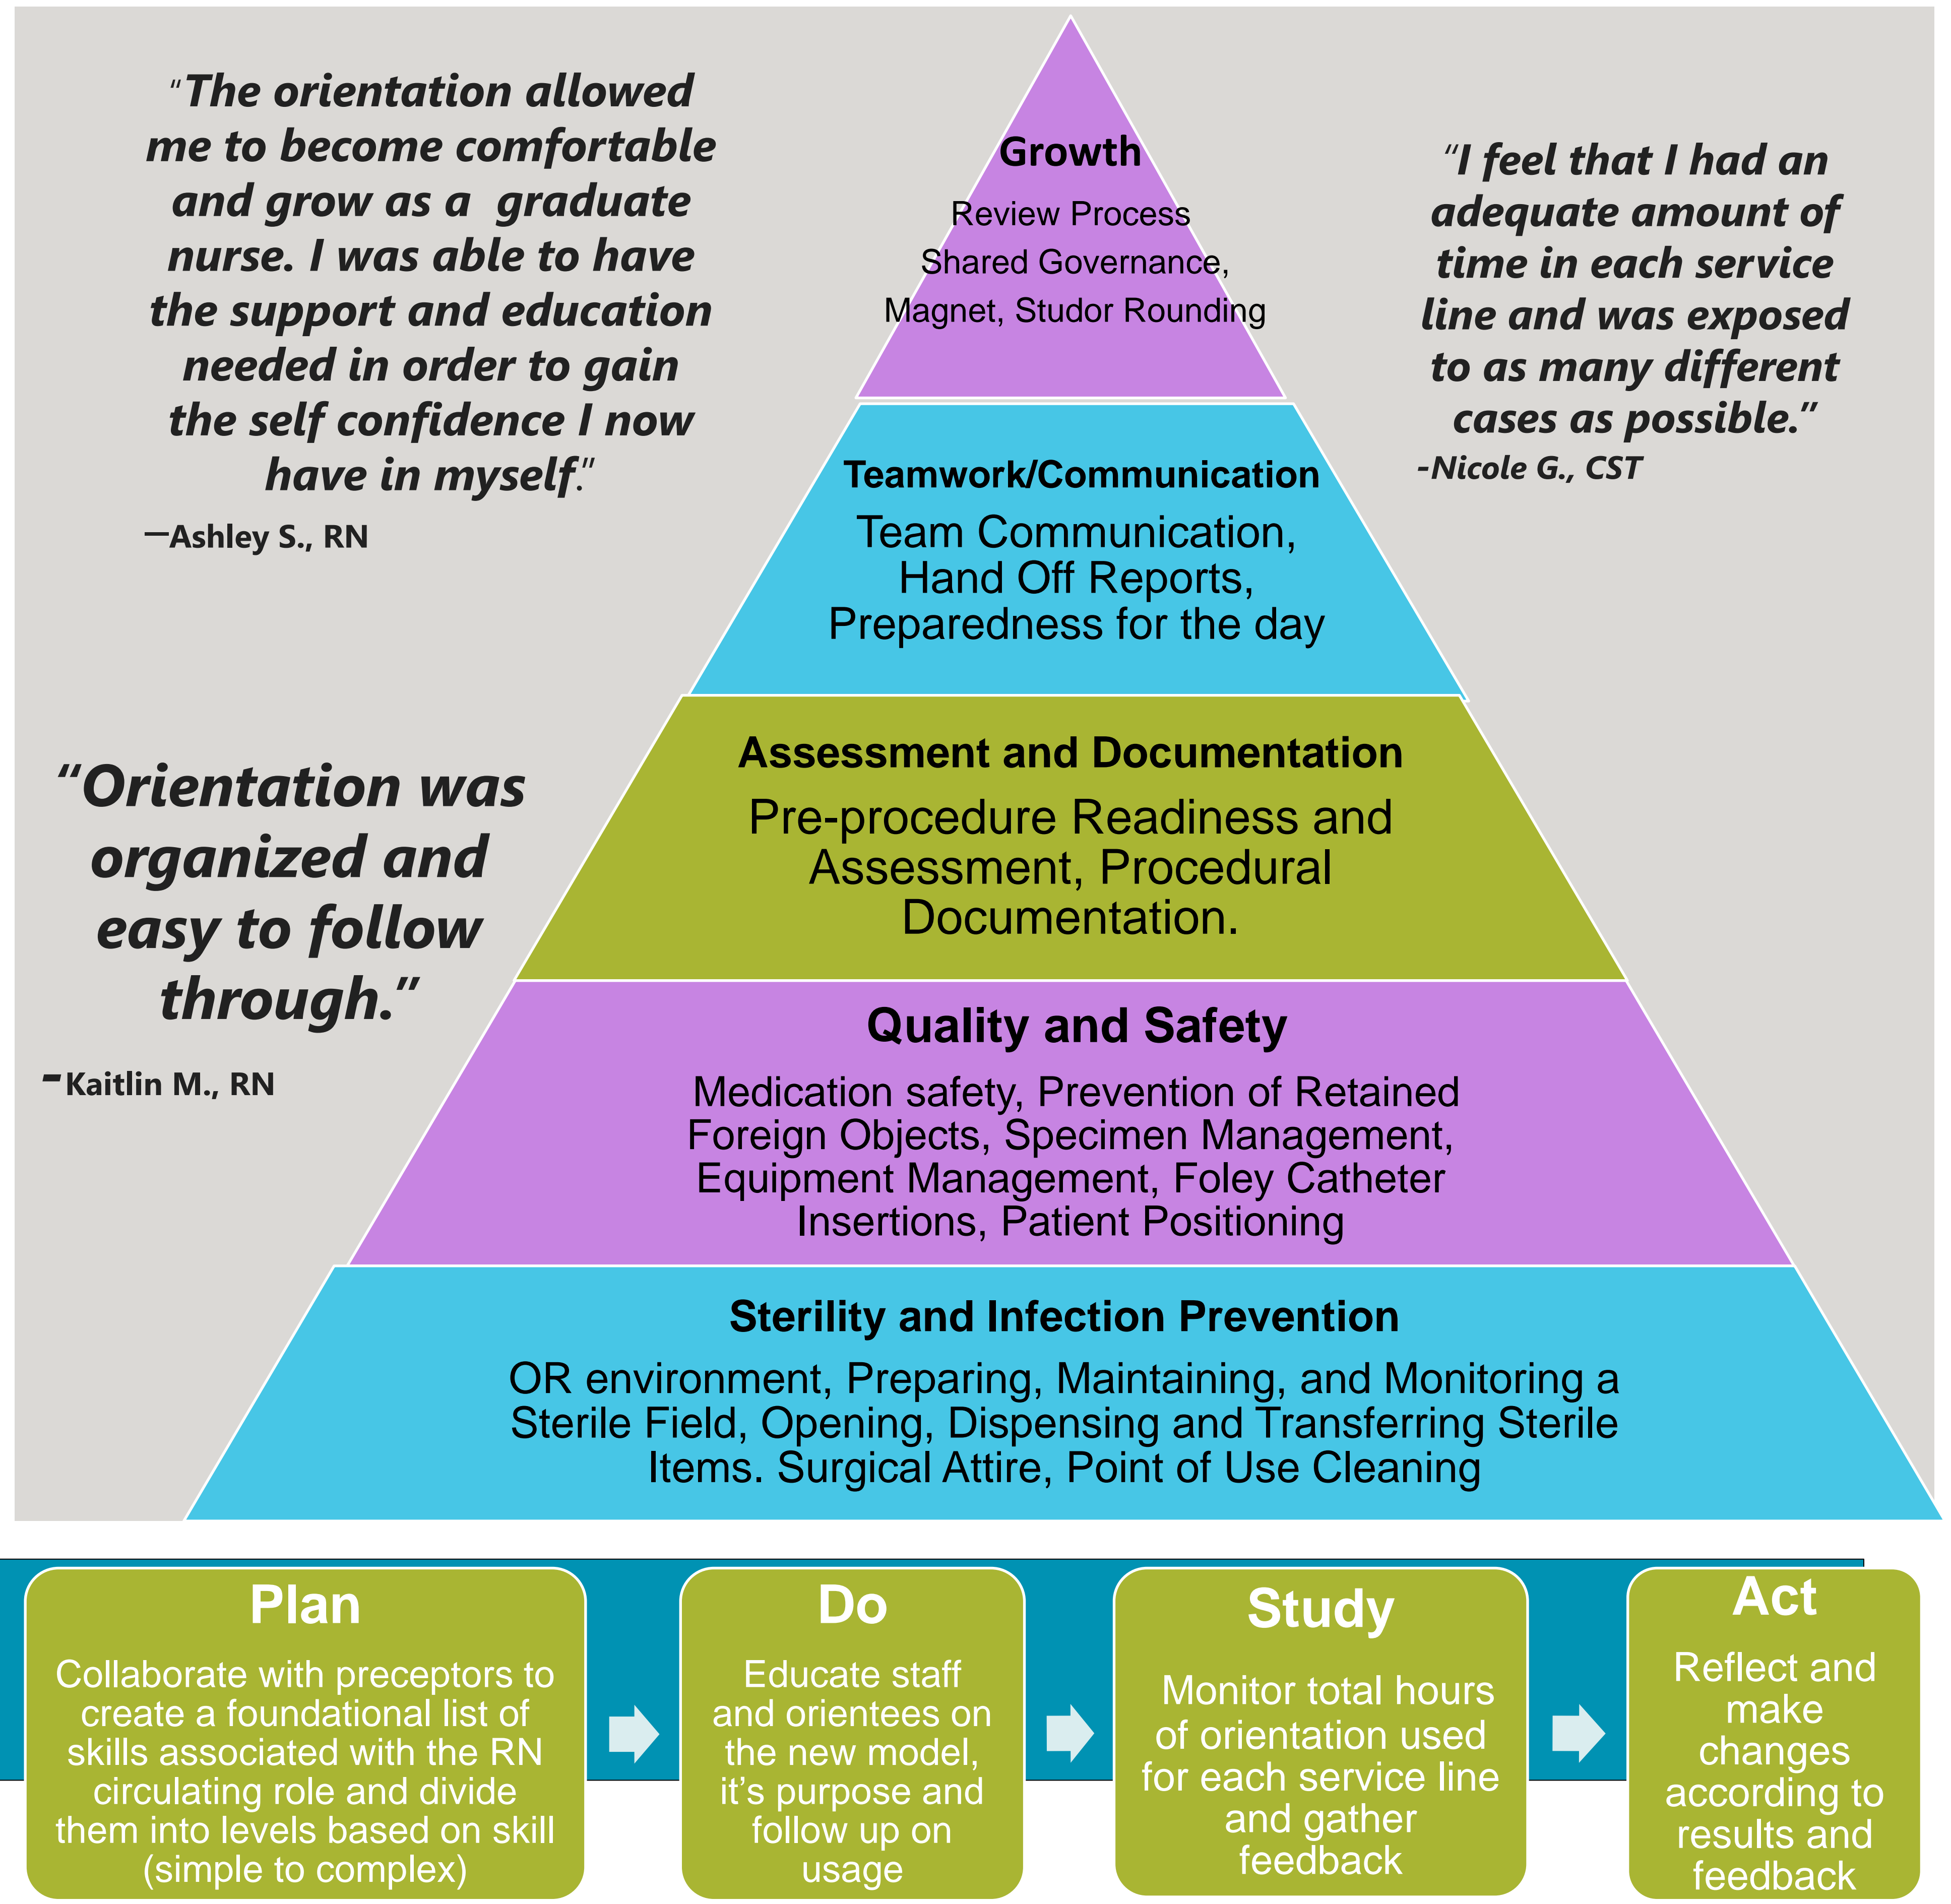 “The orientation allowed
me to become comfortable
and grow as a graduate
nurse. I was able to have
the support and education
needed in order to gain
the self confidence I now
have in myself.”
—Ashley S., RN
“I feel that I had an
adequate amount of
time in each service
line and was exposed
to as many different
cases as possible.”
-Nicole G., CST
“Orientation was
organized and
easy to follow
through.”
-Kaitlin M., RN
Growth
Review Process
Shared Governance,
Magnet, Studor Rounding
Teamwork/Communication
Team Communication,
Hand Off Reports,
Preparedness for the day
Assessment and Documentation
Pre-procedure Readiness and
Assessment, Procedural
Documentation.
Quality and Safety
Medication safety, Prevention of Retained
Foreign Objects, Specimen Management,
Equipment Management, Foley Catheter
Insertions, Patient Positioning
Sterility and Infection Prevention
OR environment, Preparing, Maintaining, and Monitoring a
Sterile Field, Opening, Dispensing and Transferring Sterile
Items. Surgical Attire, Point of Use Cleaning
Plan
Collaborate with preceptors to
create a foundational list of
skills associated with the RN
circulating role and divide
them into levels based on skill
(simple to complex)
Do
Educate staff
and orientees on
the new model,
it’s purpose and
follow up on
usage
Study
Monitor total hours
of orientation used
for each service line
and gather
feedback
Act
Reflect and
make
changes
according to
results and
feedback